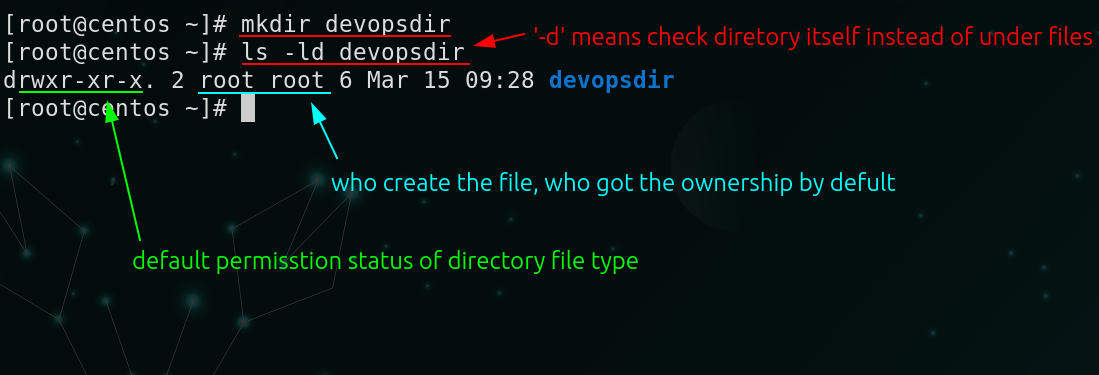 [root@centos ~]# mkdir devopsdir
[root@centos ~]# ls -ld devopsdir
'-d' means check diretory itself instead of under files
drwxr-xr-x. 2 root root 6 Mar 15 09:28 devopsdir
[root@centos ~]#
who create the file, who got the ownership by defult
default permisstion status of directory file type